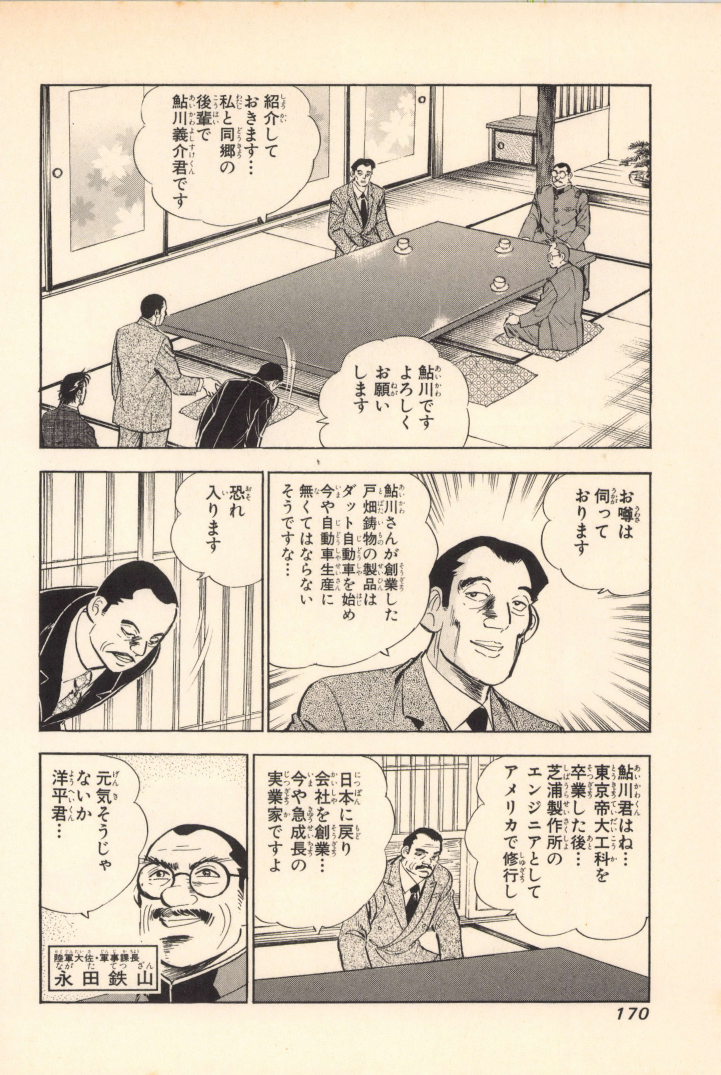 紹介して
おきます…
私と同郷の
後輩で
鮎川義介君です
鮎川です
よろしく
お願い
します
お噂は
伺って
おります
鮎川さんが創業した
戸畑鋳物の製品は
ダット自動車を始め
今や自動車生産に
無くてはならない
そうですな…
恐れ
入ります
鮎川君はね…
東京帝大工科を
卒業した後…
芝浦製作所の
エンジニアとして
アメリカで修行し
日本に戻り
会社を創業…
今や急成長の
実業家ですよ
元気そうじゃ
ないか
洋平君…
陸軍大佐・軍事課長
永田鉄山
170